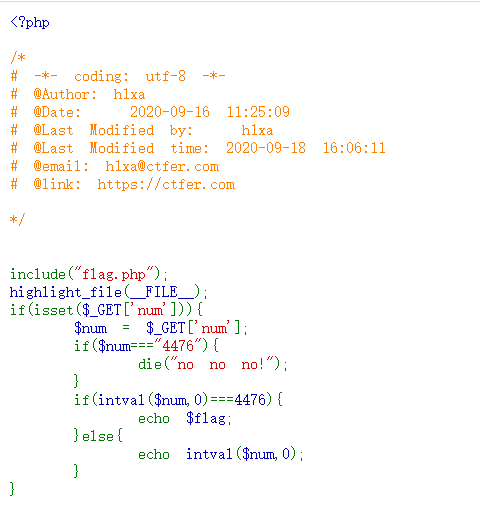 <?php
/*
# -*- coding: utf-8 -*-
# @Author: h1xa
# @Date: 2020-09-16 11:25:09
# @Last Modified by: h1xa
# @Last Modified time: 2020-09-18 16:06:11
# @email: h1xa@ctfer.com
# @link: https://ctfer.com
*/
include("flag.php");
highlight_file(__FILE__);
if(isset($_GET['num'])){
$num = $_GET['num'];
if($num==="4476"){
die("no no no!");
}
if(intval($num,0)===4476){
echo $flag;
}else{
echo intval($num,0);
}
}